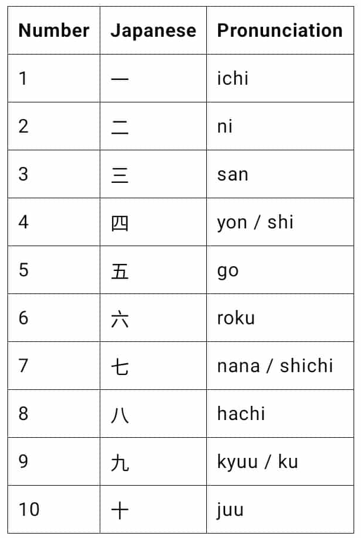 Number Japanese Pronunciation
1 一 ichi
2 二 ni
3 三 san
4 四 yon / shi
5 五 go
6 六 roku
7 七 nana / shichi
8 八 hachi
9 九 kyuu / ku
10 十 juu